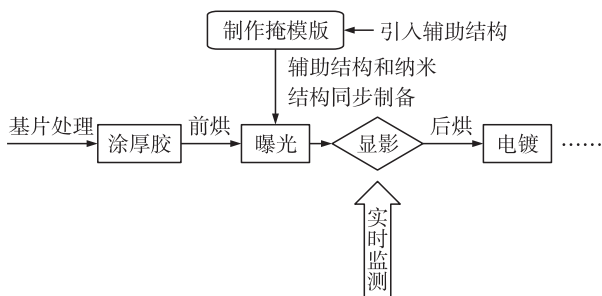 制作掩模版
引入辅助结构
辅助结构和纳米
结构同步制备
基片处理
涂厚胶
前烘
曝光
显影
后烘
电镀
……
实时监测